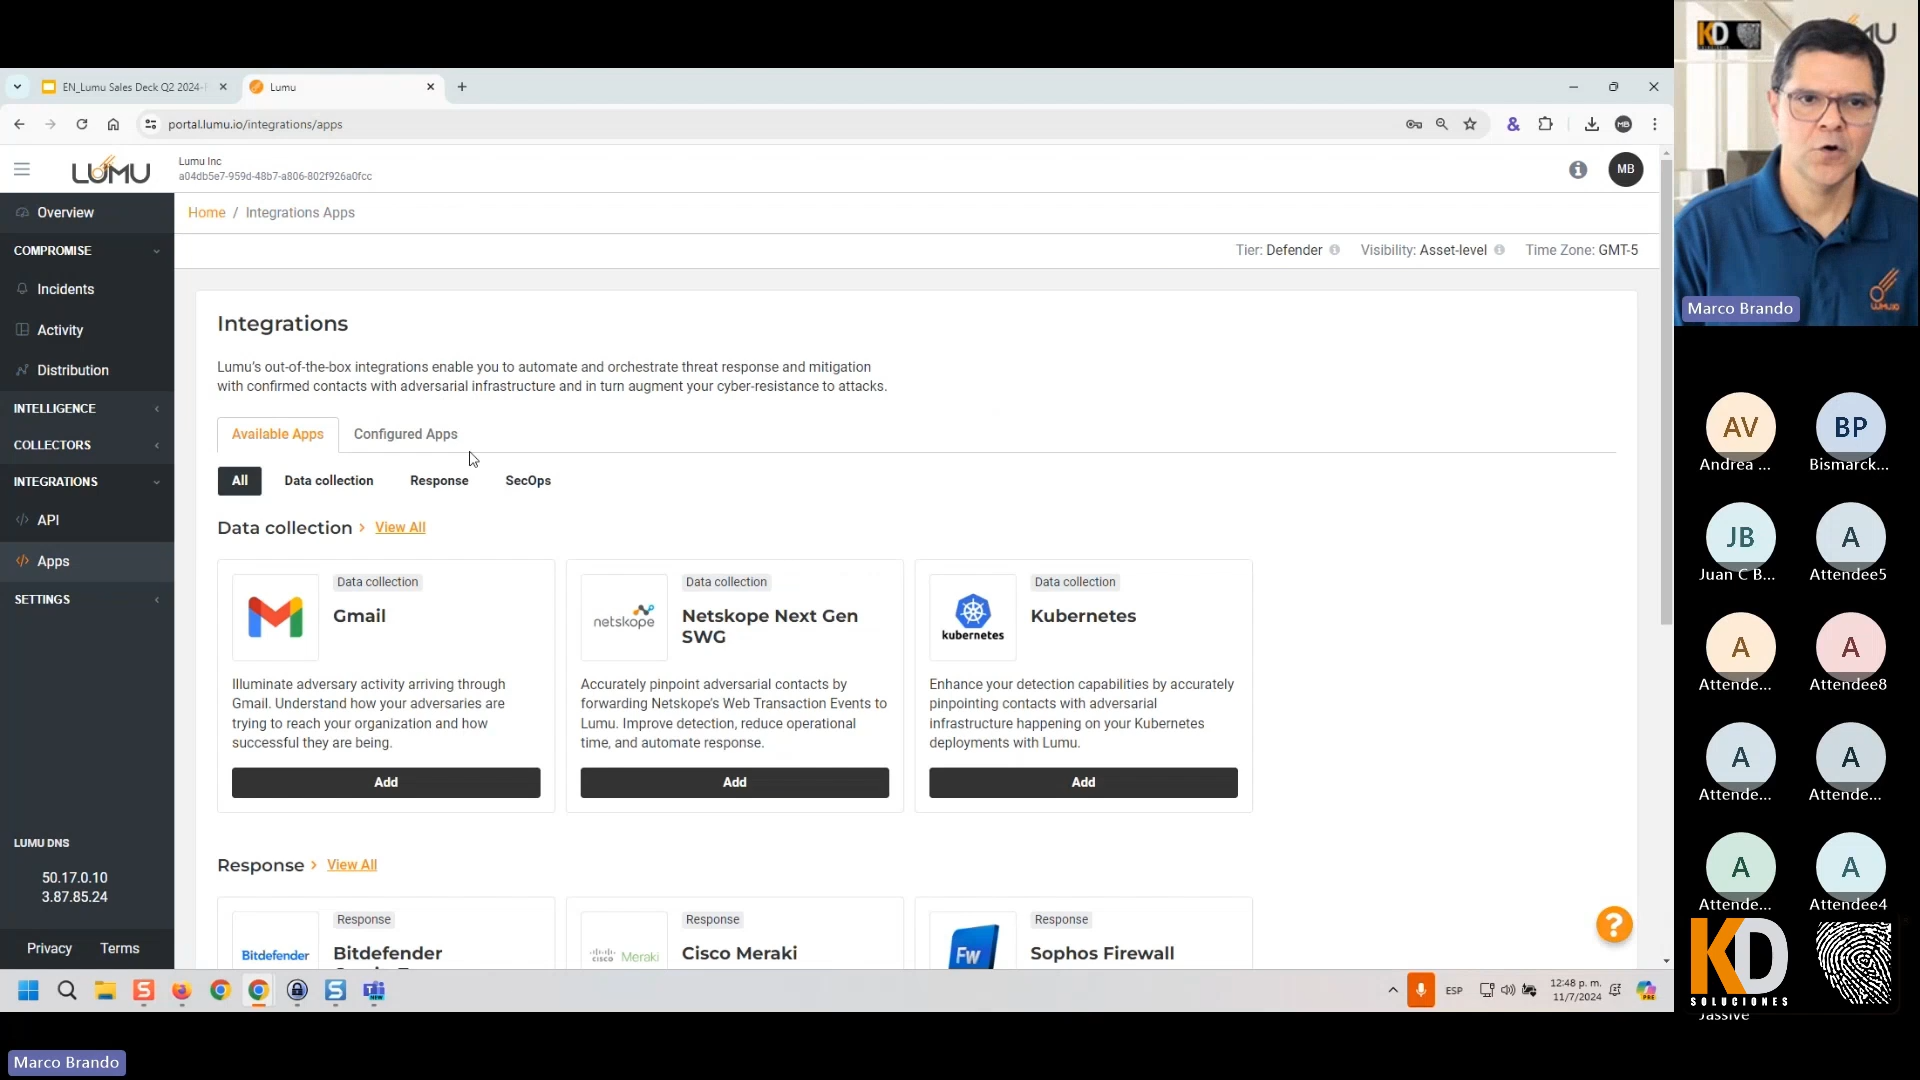 EN_Lumu Sales Deck Q2 2024-
Lumu
portal.lumu.io/integrations/apps
LUMU
Lumu Inc
a04db5e7-959d-48b7-a806-802f926a0fcc
MB
Overview
COMPROMISE
Incidents
Activity
Distribution
INTELLIGENCE
COLLECTORS
INTEGRATIONS
API
Apps
SETTINGS
LUMU DNS
50.17.0.10
3.87.85.24
Privacy Terms
Home / Integrations Apps
Tier: Defender Visibility: Asset-level Time Zone: GMT-5
Integrations
Lumu's out-of-the-box integrations enable you to automate and orchestrate threat response and mitigation
with confirmed contacts with adversarial infrastructure and in turn augment your cyber-resistance to attacks.
Available Apps Configured Apps
All Data collection Response SecOps
Data collection > View All
Data collection
Gmail
Illuminate adversary activity arriving through
Gmail. Understand how your adversaries are
trying to reach your organization and how
successful they are being.
Add
netskope
Data collection
Netskope Next Gen
SWG
Accurately pinpoint adversarial contacts by
forwarding Netskope's Web Transaction Events to
Lumu. Improve detection, reduce operational
time, and automate response.
Add
kubernetes
Data collection
Kubernetes
Enhance your detection capabilities by accurately
pinpointing contacts with adversarial
infrastructure happening on your Kubernetes
deployments with Lumu.
Add
Response > View All
Bitdefender
Response
Bitdefender
cisco Meraki
Response
Cisco Meraki
Fw
Response
Sophos Firewall
?
ESP
12:48 p. m.
11/7/2024
PRE
Marco Brando
KD
Marco Brando
AV
Andrea ...
BP
Bismarck...
JB
Juan C B...
A
Attendee5
A
Attende...
A
Attendee8
A
Attende...
A
Attende...
A
Attende...
A
Attendee4
KD
SOLUCIONES
Jassive